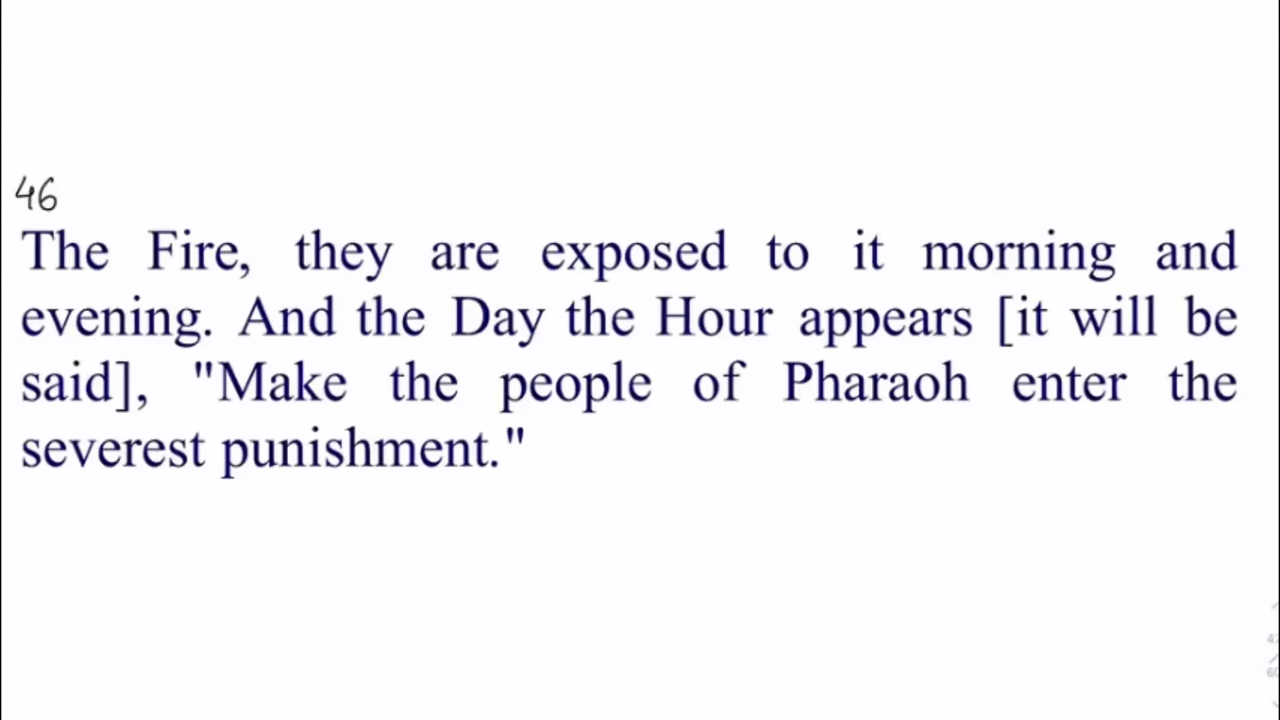 46
The Fire, they are exposed to it morning and
evening. And the Day the Hour appears [it will be
said], "Make the people of Pharaoh enter the
severest punishment."